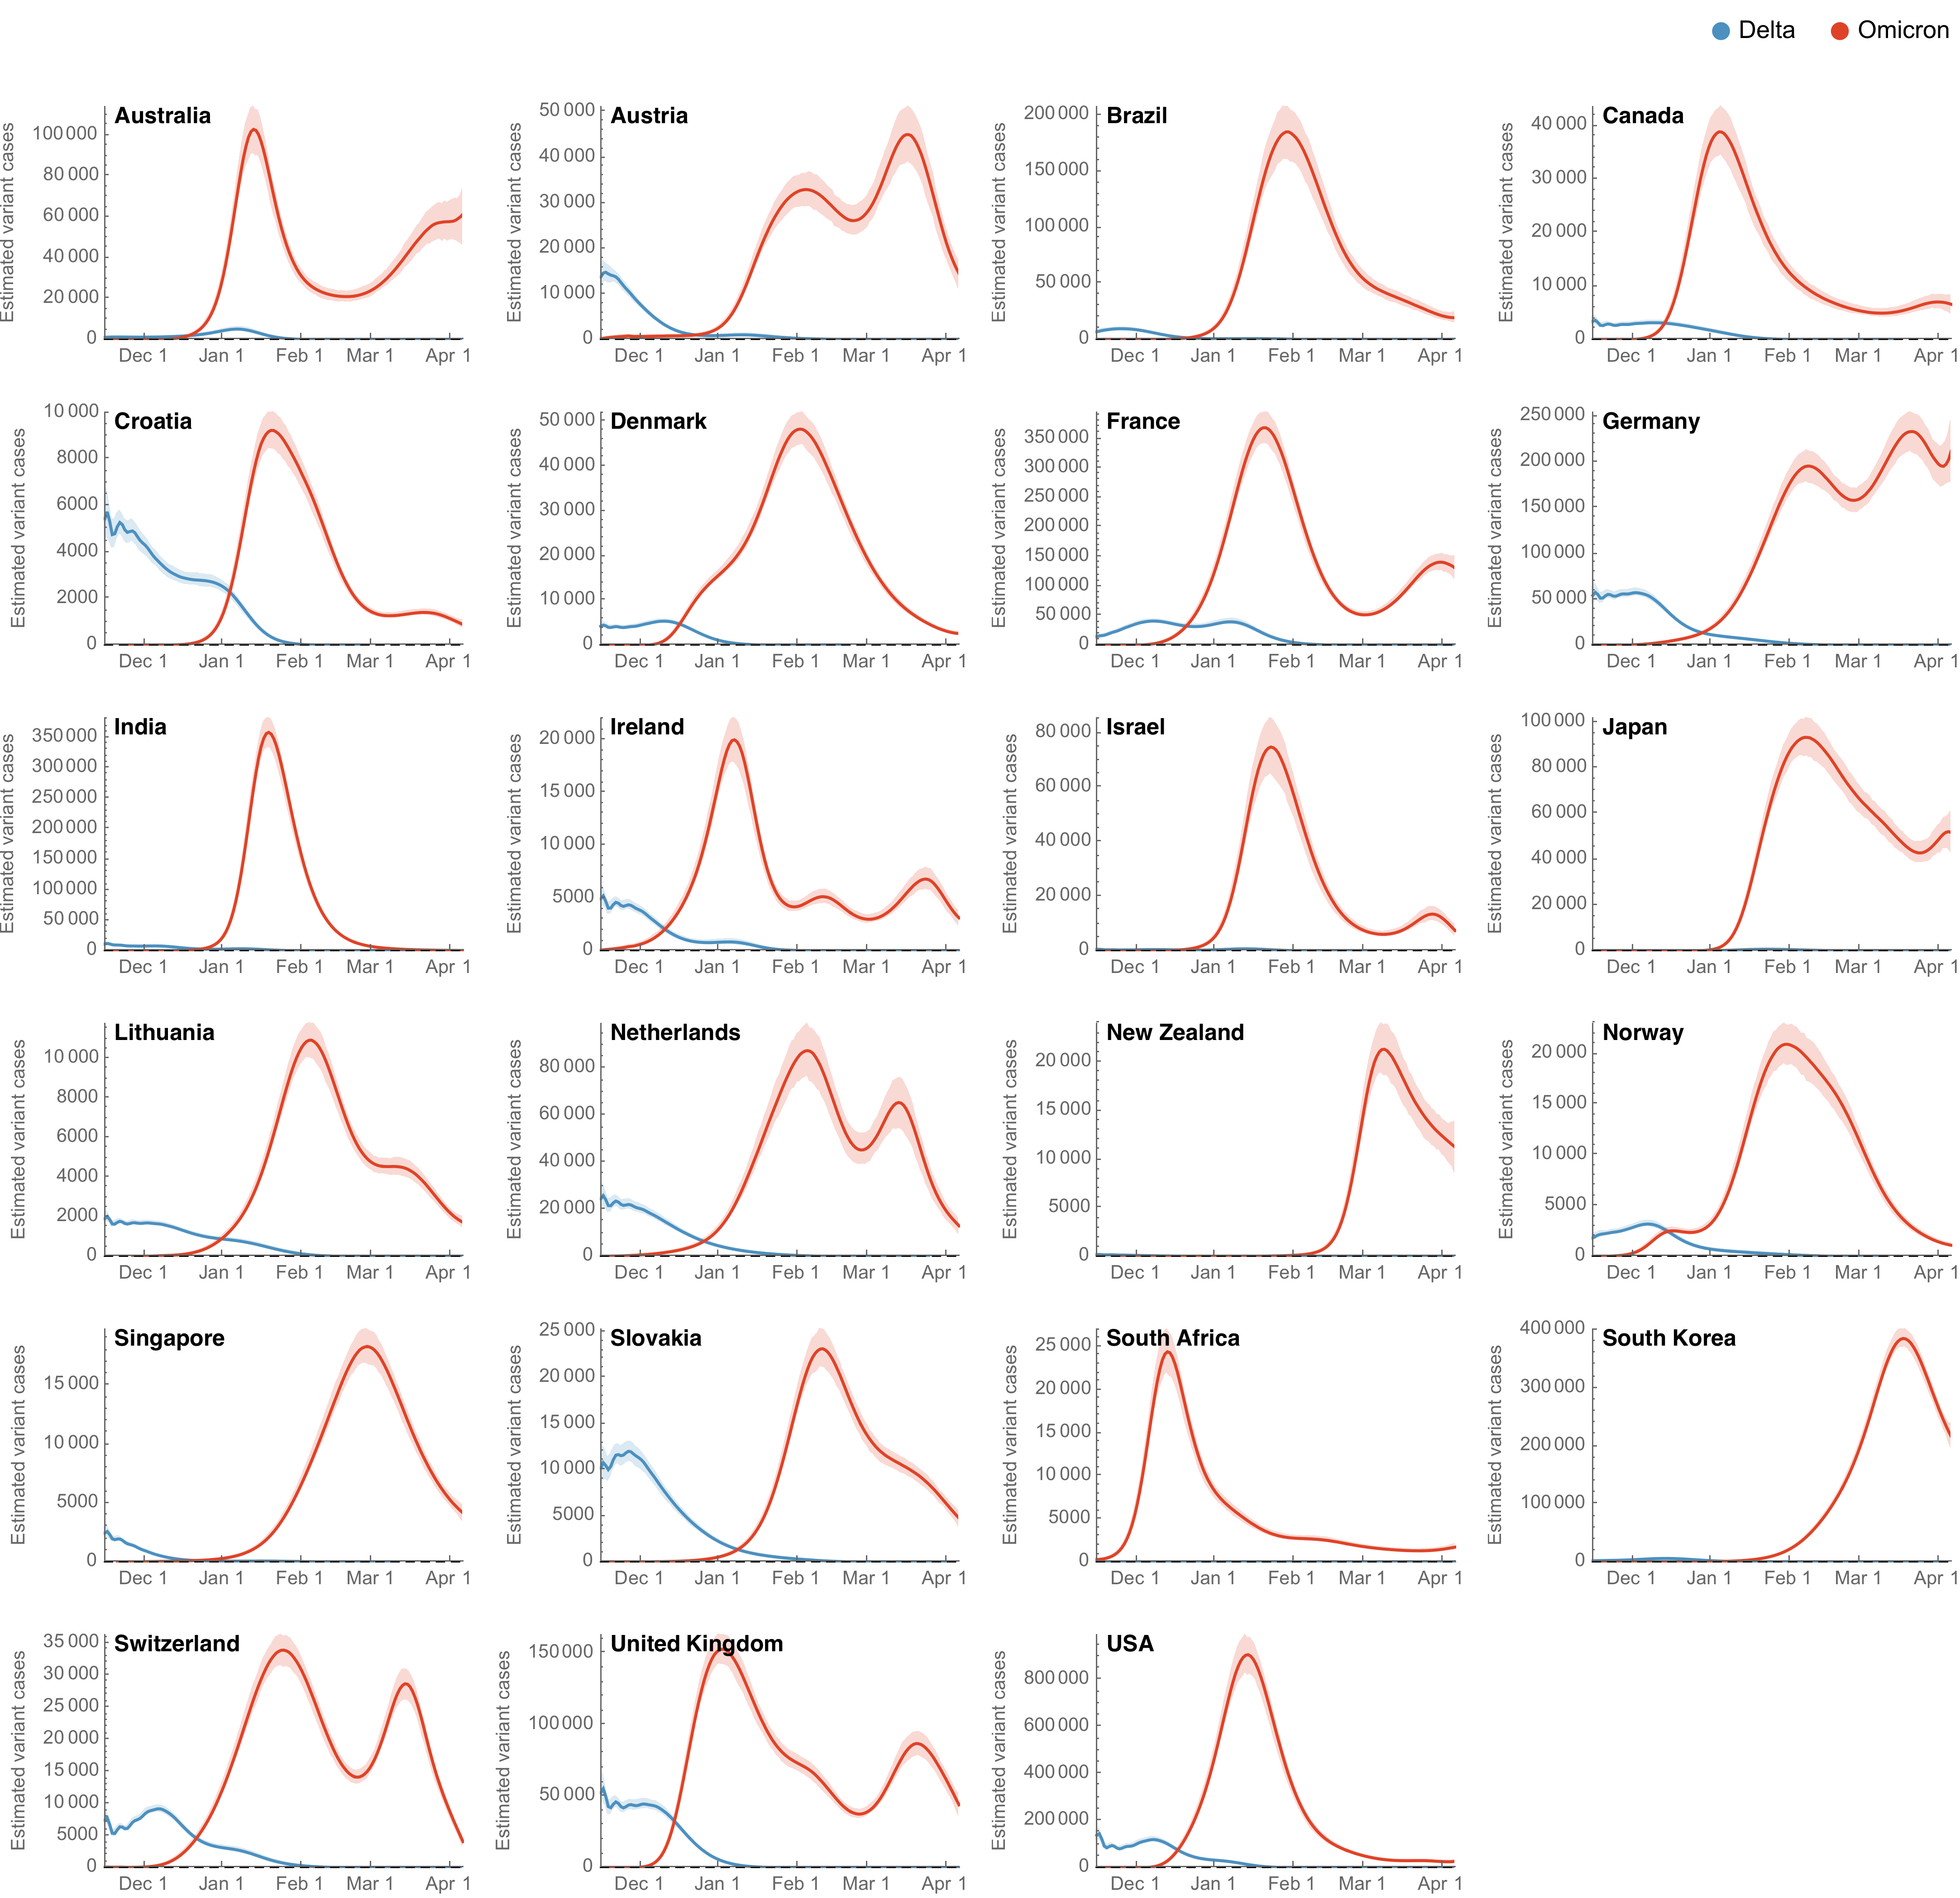 Delta Omicron
Australia
Estimated variant cases
100 000
80 000
60 000
40 000
20 000
0
Dec 1 Jan 1 Feb 1 Mar 1 Apr 1
Austria
Estimated variant cases
50 000
40 000
30 000
20 000
10 000
0
Dec 1 Jan 1 Feb 1 Mar 1 Apr 1
Brazil
Estimated variant cases
200 000
150 000
100 000
50 000
0
Dec 1 Jan 1 Feb 1 Mar 1 Apr 1
Canada
Estimated variant cases
40 000
30 000
20 000
10 000
0
Dec 1 Jan 1 Feb 1 Mar 1 Apr 1
Croatia
Estimated variant cases
10 000
8000
6000
4000
2000
0
Dec 1 Jan 1 Feb 1 Mar 1 Apr 1
Denmark
Estimated variant cases
50 000
40 000
30 000
20 000
10 000
0
Dec 1 Jan 1 Feb 1 Mar 1 Apr 1
France
Estimated variant cases
350 000
300 000
250 000
200 000
150 000
100 000
50 000
0
Dec 1 Jan 1 Feb 1 Mar 1 Apr 1
Germany
Estimated variant cases
250 000
200 000
150 000
100 000
50 000
0
Dec 1 Jan 1 Feb 1 Mar 1 Apr 1
India
Estimated variant cases
350 000
300 000
250 000
200 000
150 000
100 000
50 000
0
Dec 1 Jan 1 Feb 1 Mar 1 Apr 1
Ireland
Estimated variant cases
20 000
15 000
10 000
5000
0
Dec 1 Jan 1 Feb 1 Mar 1 Apr 1
Israel
Estimated variant cases
80 000
60 000
40 000
20 000
0
Dec 1 Jan 1 Feb 1 Mar 1 Apr 1
Japan
Estimated variant cases
100 000
80 000
60 000
40 000
20 000
0
Dec 1 Jan 1 Feb 1 Mar 1 Apr 1
Lithuania
Estimated variant cases
10 000
8000
6000
4000
2000
0
Dec 1 Jan 1 Feb 1 Mar 1 Apr 1
Netherlands
Estimated variant cases
80 000
60 000
40 000
20 000
0
Dec 1 Jan 1 Feb 1 Mar 1 Apr 1
New Zealand
Estimated variant cases
20 000
15 000
10 000
5000
0
Dec 1 Jan 1 Feb 1 Mar 1 Apr 1
Norway
Estimated variant cases
20 000
15 000
10 000
5000
0
Dec 1 Jan 1 Feb 1 Mar 1 Apr 1
Singapore
Estimated variant cases
15 000
10 000
5000
0
Dec 1 Jan 1 Feb 1 Mar 1 Apr 1
Slovakia
Estimated variant cases
25 000
20 000
15 000
10 000
5000
0
Dec 1 Jan 1 Feb 1 Mar 1 Apr 1
South Africa
Estimated variant cases
25 000
20 000
15 000
10 000
5000
0
Dec 1 Jan 1 Feb 1 Mar 1 Apr 1
South Korea
Estimated variant cases
400 000
300 000
200 000
100 000
0
Dec 1 Jan 1 Feb 1 Mar 1 Apr 1
Switzerland
Estimated variant cases
35 000
30 000
25 000
20 000
15 000
10 000
5000
0
Dec 1 Jan 1 Feb 1 Mar 1 Apr 1
United Kingdom
Estimated variant cases
150 000
100 000
50 000
0
Dec 1 Jan 1 Feb 1 Mar 1 Apr 1
USA
Estimated variant cases
800 000
600 000
400 000
200 000
0
Dec 1 Jan 1 Feb 1 Mar 1 Apr 1